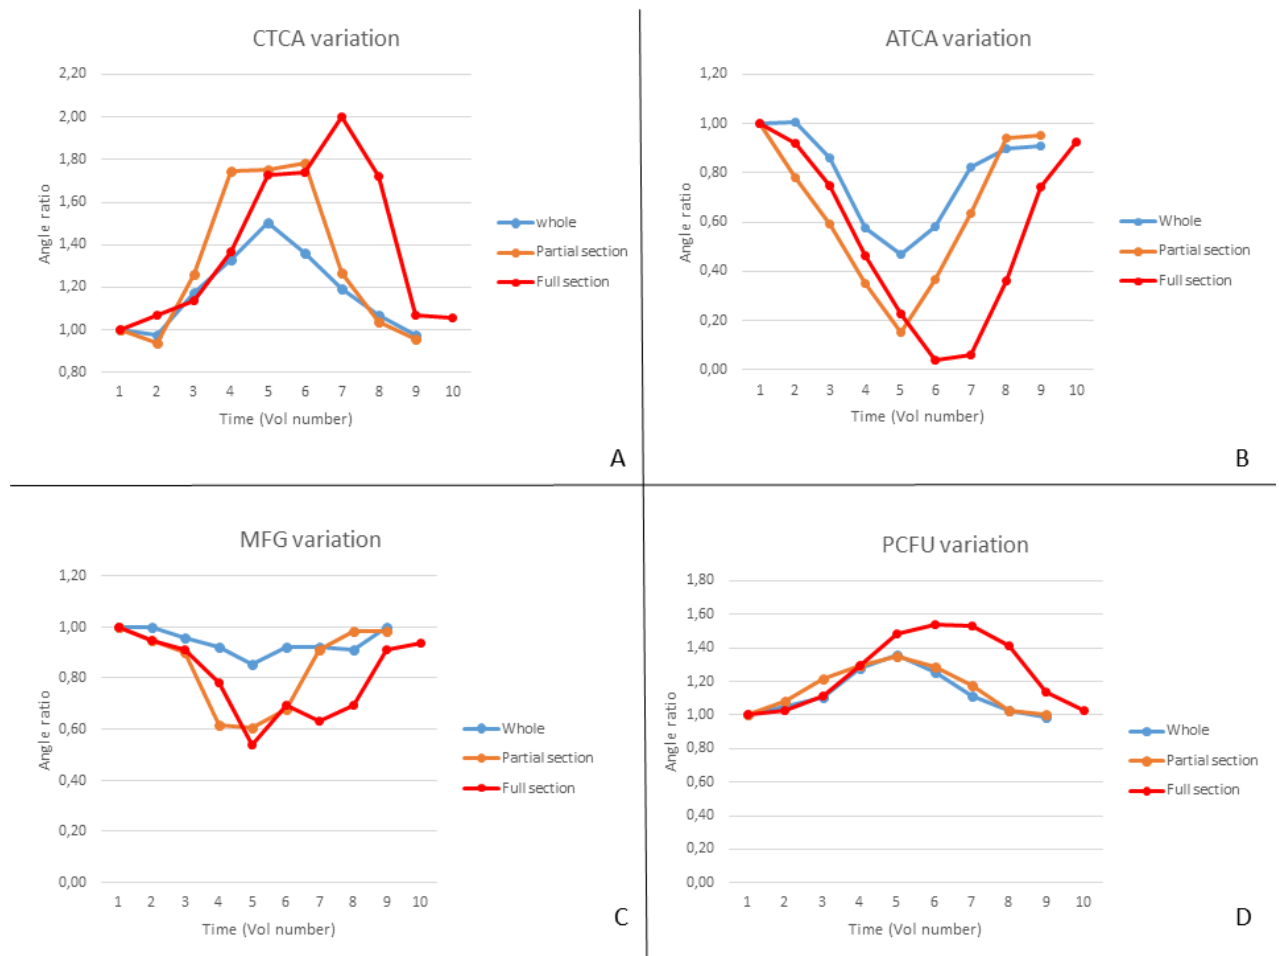 CTCA variation
2,20
2,00
1,80
1,60
1,40
1,20
1,00
0,80
Angle ratio
1 2 3 4 5 6 7 8 9 10
Time (Vol number)
whole
Partial section
Full section
A
ATCA variation
1,20
1,00
0,80
0,60
0,40
0,20
0,00
Angle ratio
1 2 3 4 5 6 7 8 9 10
Time (Vol number)
Whole
Partial section
Full section
B
MFG variation
1,20
1,00
0,80
0,60
0,40
0,20
0,00
Angle ratio
1 2 3 4 5 6 7 8 9 10
Time (Vol number)
Whole
Partial section
Full section
C
PCFU variation
1,80
1,60
1,40
1,20
1,00
0,80
0,60
0,40
0,20
0,00
Angle ratio
1 2 3 4 5 6 7 8 9 10
Time (Vol number)
Whole
Partial section
Full section
D